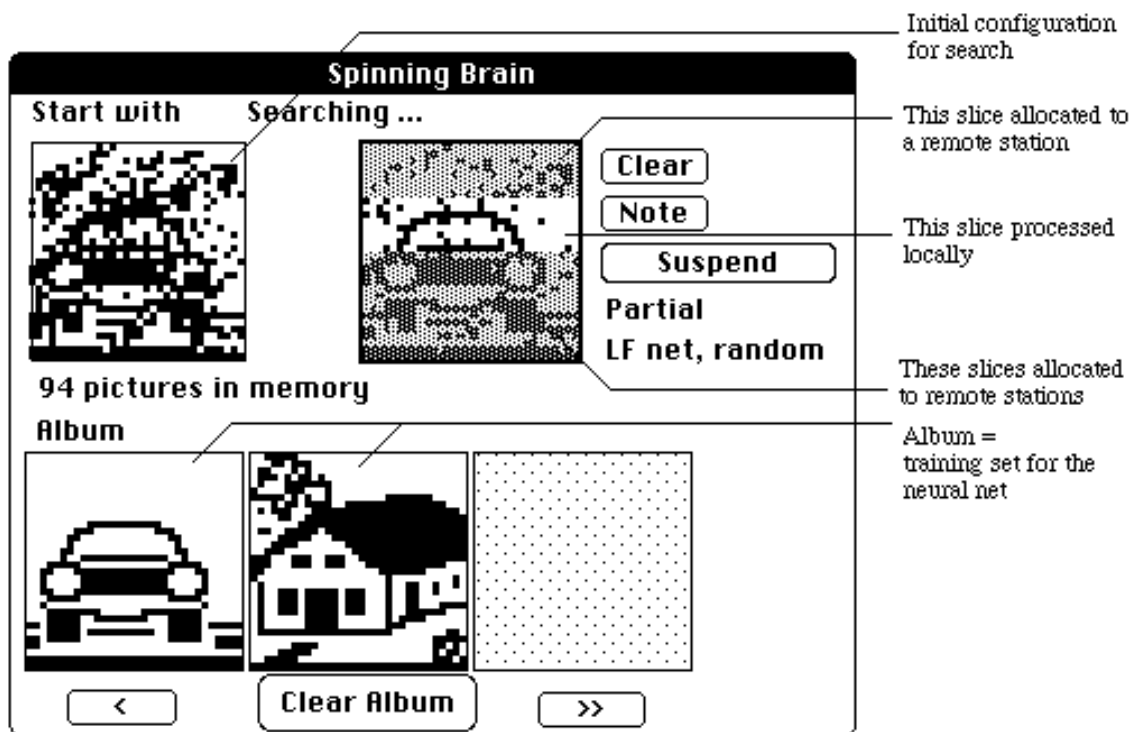 Initial configuration
for search
Spinning Brain
Start with
Searching ...
This slice allocated to
a remote station
Clear
Note
This slice processed
locally
Suspend
Partial
LF net, random
These slices allocated
to remote stations
94 pictures in memory
Album
Album =
training set for the
neural net
<
Clear Album
>>